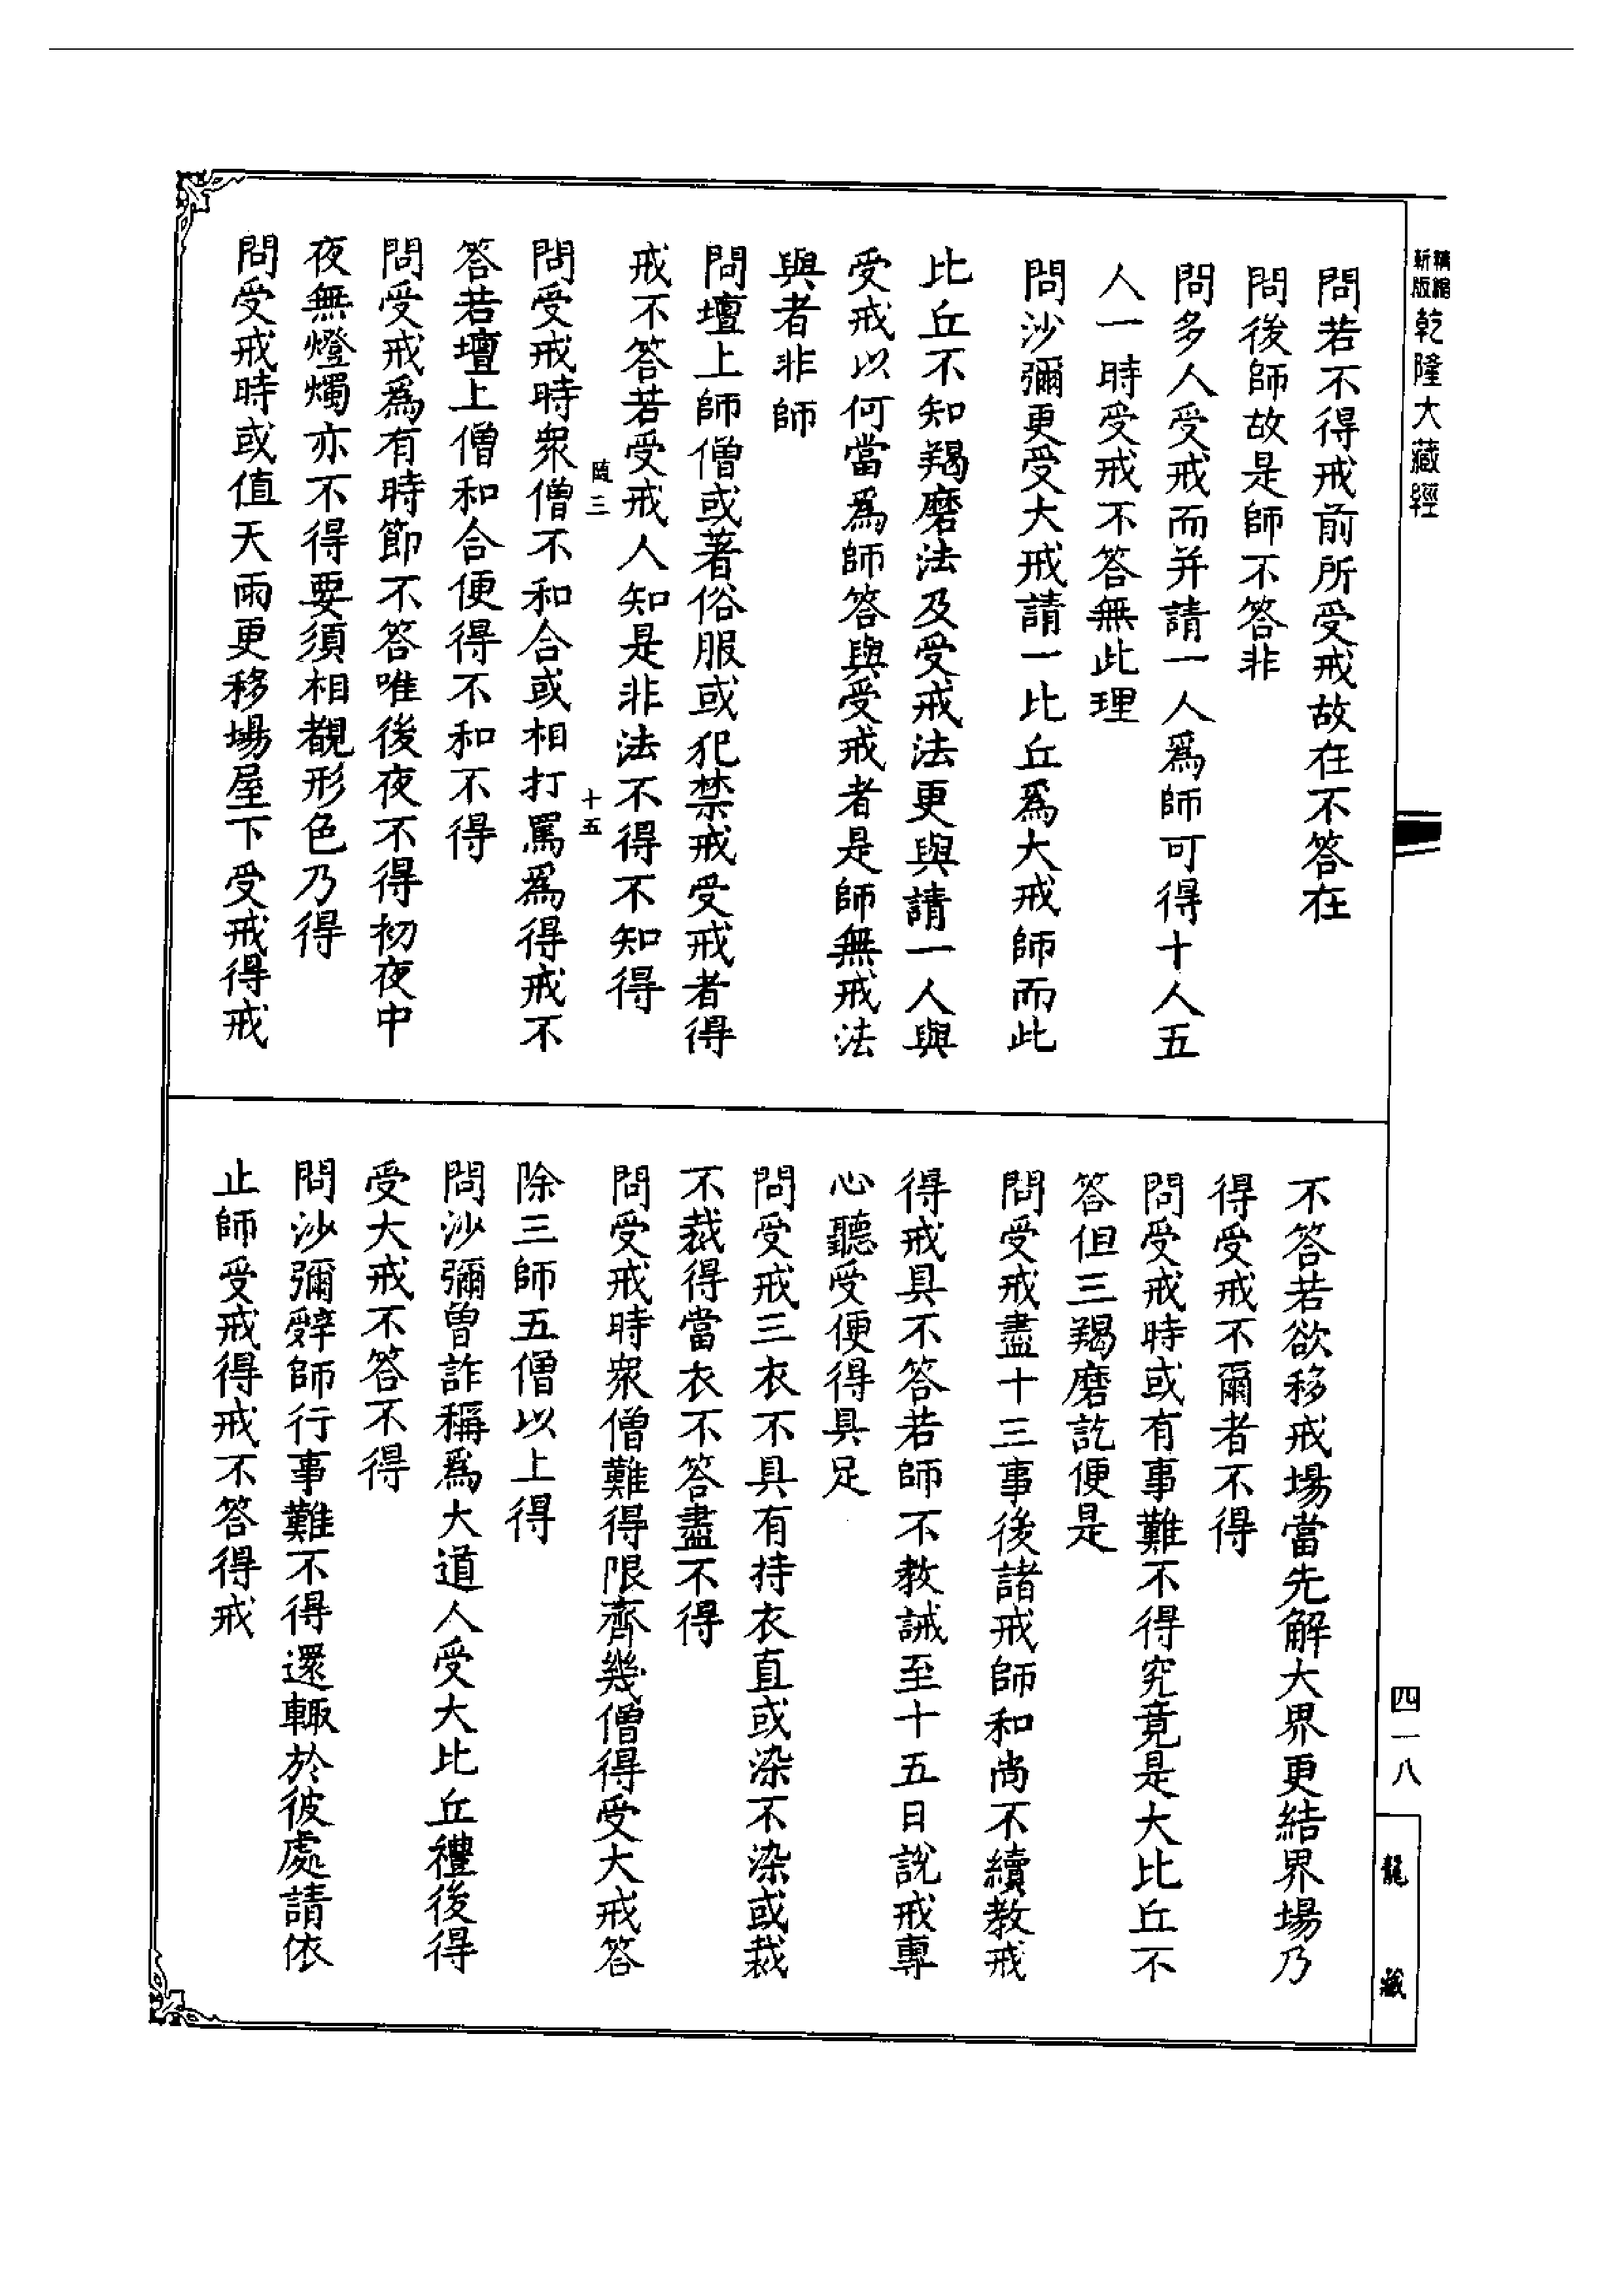 新版
精縮
乾隆大藏經
問若不得戒前所受戒故在不答在
問後師故是師不答非
問多人受戒而并請一人爲師可得十人五
人一時受戒不答無此理
問沙彌更受大戒請一比丘爲大戒師而此
比丘不知羯磨法及受戒法更與請一人與
受戒以何當爲師答與受戒者是師無戒法
與者非師
問壇上師僧或著俗服或犯禁戒受戒者得
戒不答若受戒人知是非法不得不知得
隨三
十五
問受戒時衆僧不和合或相打罵爲得戒不
答若壇上僧和合便得不和不得
問受戒爲有時節不答唯後夜不得初夜中
夜無燈燭亦不得要須相覩形色乃得
問受戒時或值天雨更移場屋下受戒得戒
不答若欲移戒場當先解大界更結界場乃
得受戒不爾者不得
問受戒時或有事難不得究竟是大比丘不
答但三羯磨訖便是
問受戒盡十三事後諸戒師和尚不續教戒
得戒具不答若師不教誡至十五日說戒專
心聽受便得具足
問受戒三衣不具有持衣直或染不染或裁
不裁得當衣不答盡不得
問受戒時衆僧難得限齊幾僧得受大戒答
除三師五僧以上得
問沙彌曾詐稱爲大道人受大比丘禮後得
受大戒不答不得
問沙彌辭師行事難不得還輒於彼處請依
止師受戒得戒不答得戒
四一八
龍藏